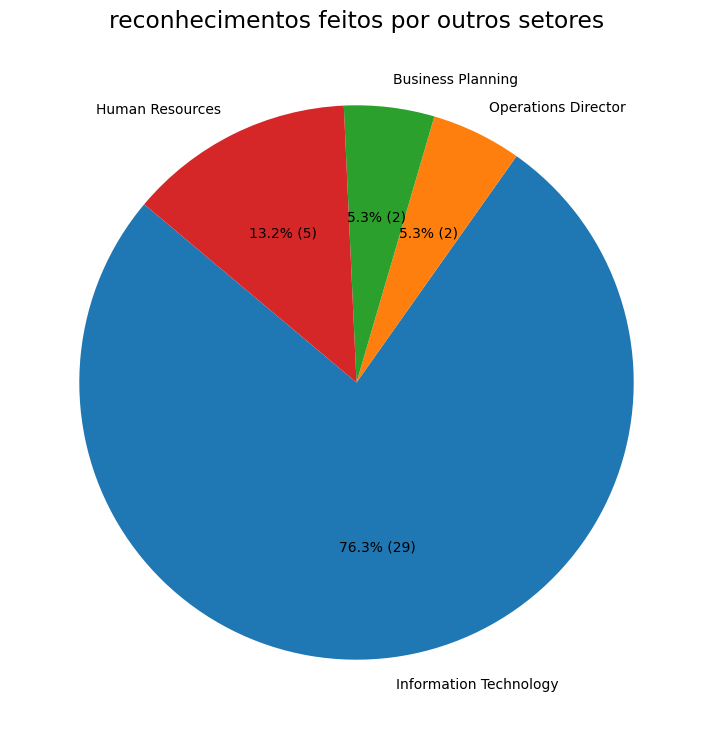 reconhecimentos feitos por outros setores
Business Planning
Operations Director
Human Resources
5.3% (2)
5.3% (2)
13.2% (5)
76.3% (29)
Information Technology